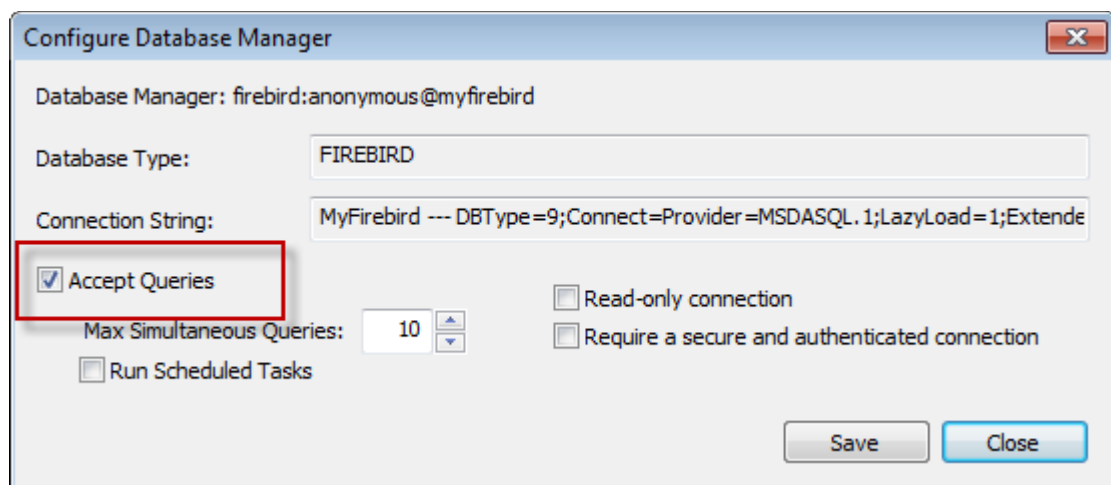 Configure Database Manager
Database Manager: firebird:anonymous@myfirebird
Database Type:
FIREBIRD
Connection String:
MyFirebird --- DBType=9;Connect=Provider=MSDASQL.1;LazyLoad=1;Extende
Accept Queries
Max Simultaneous Queries:
10
Run Scheduled Tasks
Read-only connection
Require a secure and authenticated connection
Save
Close